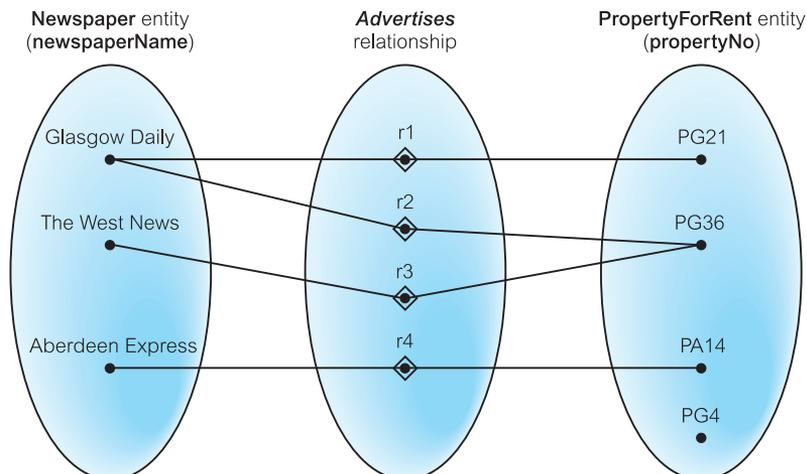 Newspaper entity
(newspaperName)
Advertises
relationship
PropertyForRent entity
(propertyNo)
Glasgow Daily
r1
PG21
r2
The West News
PG36
r3
Aberdeen Express
r4
PA14
PG4